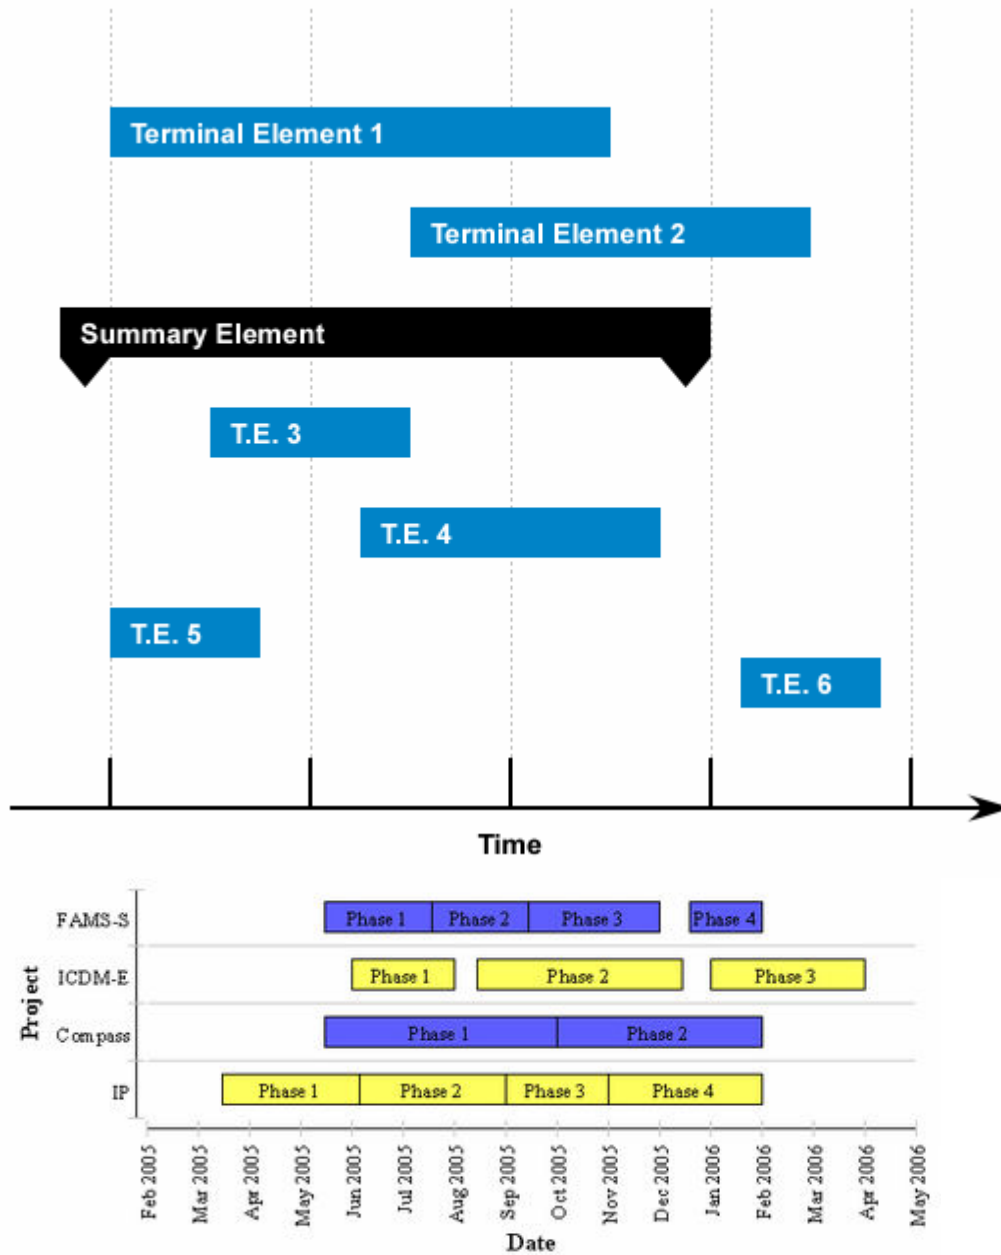 Terminal Element 1
Terminal Element 2
Summary Element
T.E. 3
T.E. 4
T.E. 5
T.E. 6
Time
FAMS-S Phase 1 Phase 2 Phase 3 Phase 4
ICDM-E Phase 1 Phase 2 Phase 3
Compass Phase 1 Phase 2
IP Phase 1 Phase 2 Phase 3 Phase 4
Project
Feb 2005
Mar 2005
Apr 2005
May 2005
Jun 2005
Jul 2005
Aug 2005
Sep 2005
Oct 2005
Nov 2005
Dec 2005
Jan 2006
Feb 2006
Mar 2006
Apr 2006
May 2006
Date